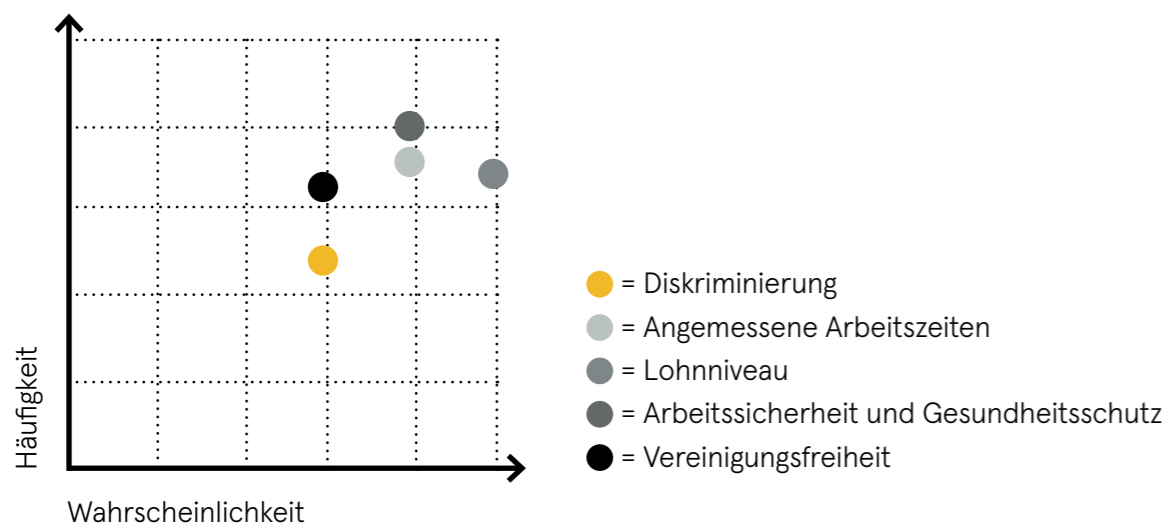 Häufigkeit
Wahrscheinlichkeit
= Diskriminierung
= Angemessene Arbeitszeiten
= Lohnniveau
= Arbeitssicherheit und Gesundheitsschutz
= Vereinigungsfreiheit